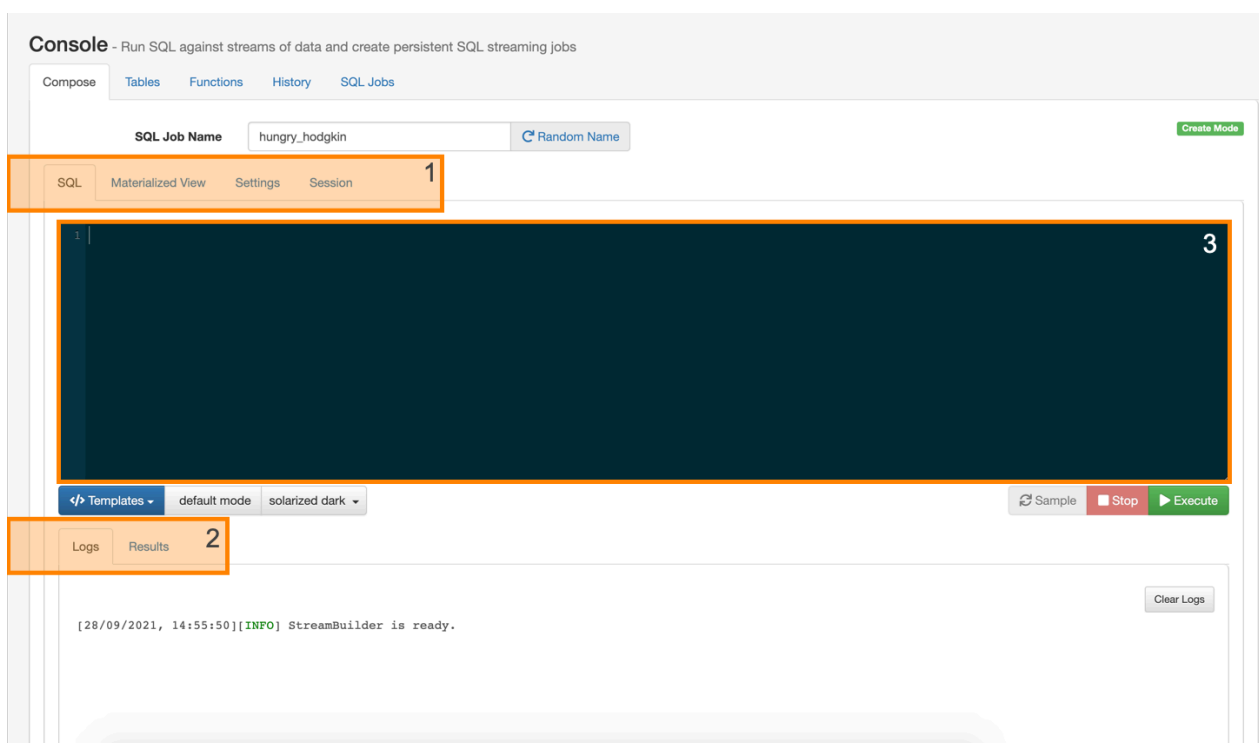 Console - Run SQL against streams of data and create persistent SQL streaming jobs
Compose Tables Functions History SQL Jobs
SQL Job Name hungry_hodgkin Random Name Create Mode
SQL Materialized View Settings Session 1
1 3
</> Templates default mode solarized dark Sample Stop Execute
Logs Results 2
Clear Logs
[28/09/2021, 14:55:50][INFO] StreamBuilder is ready.